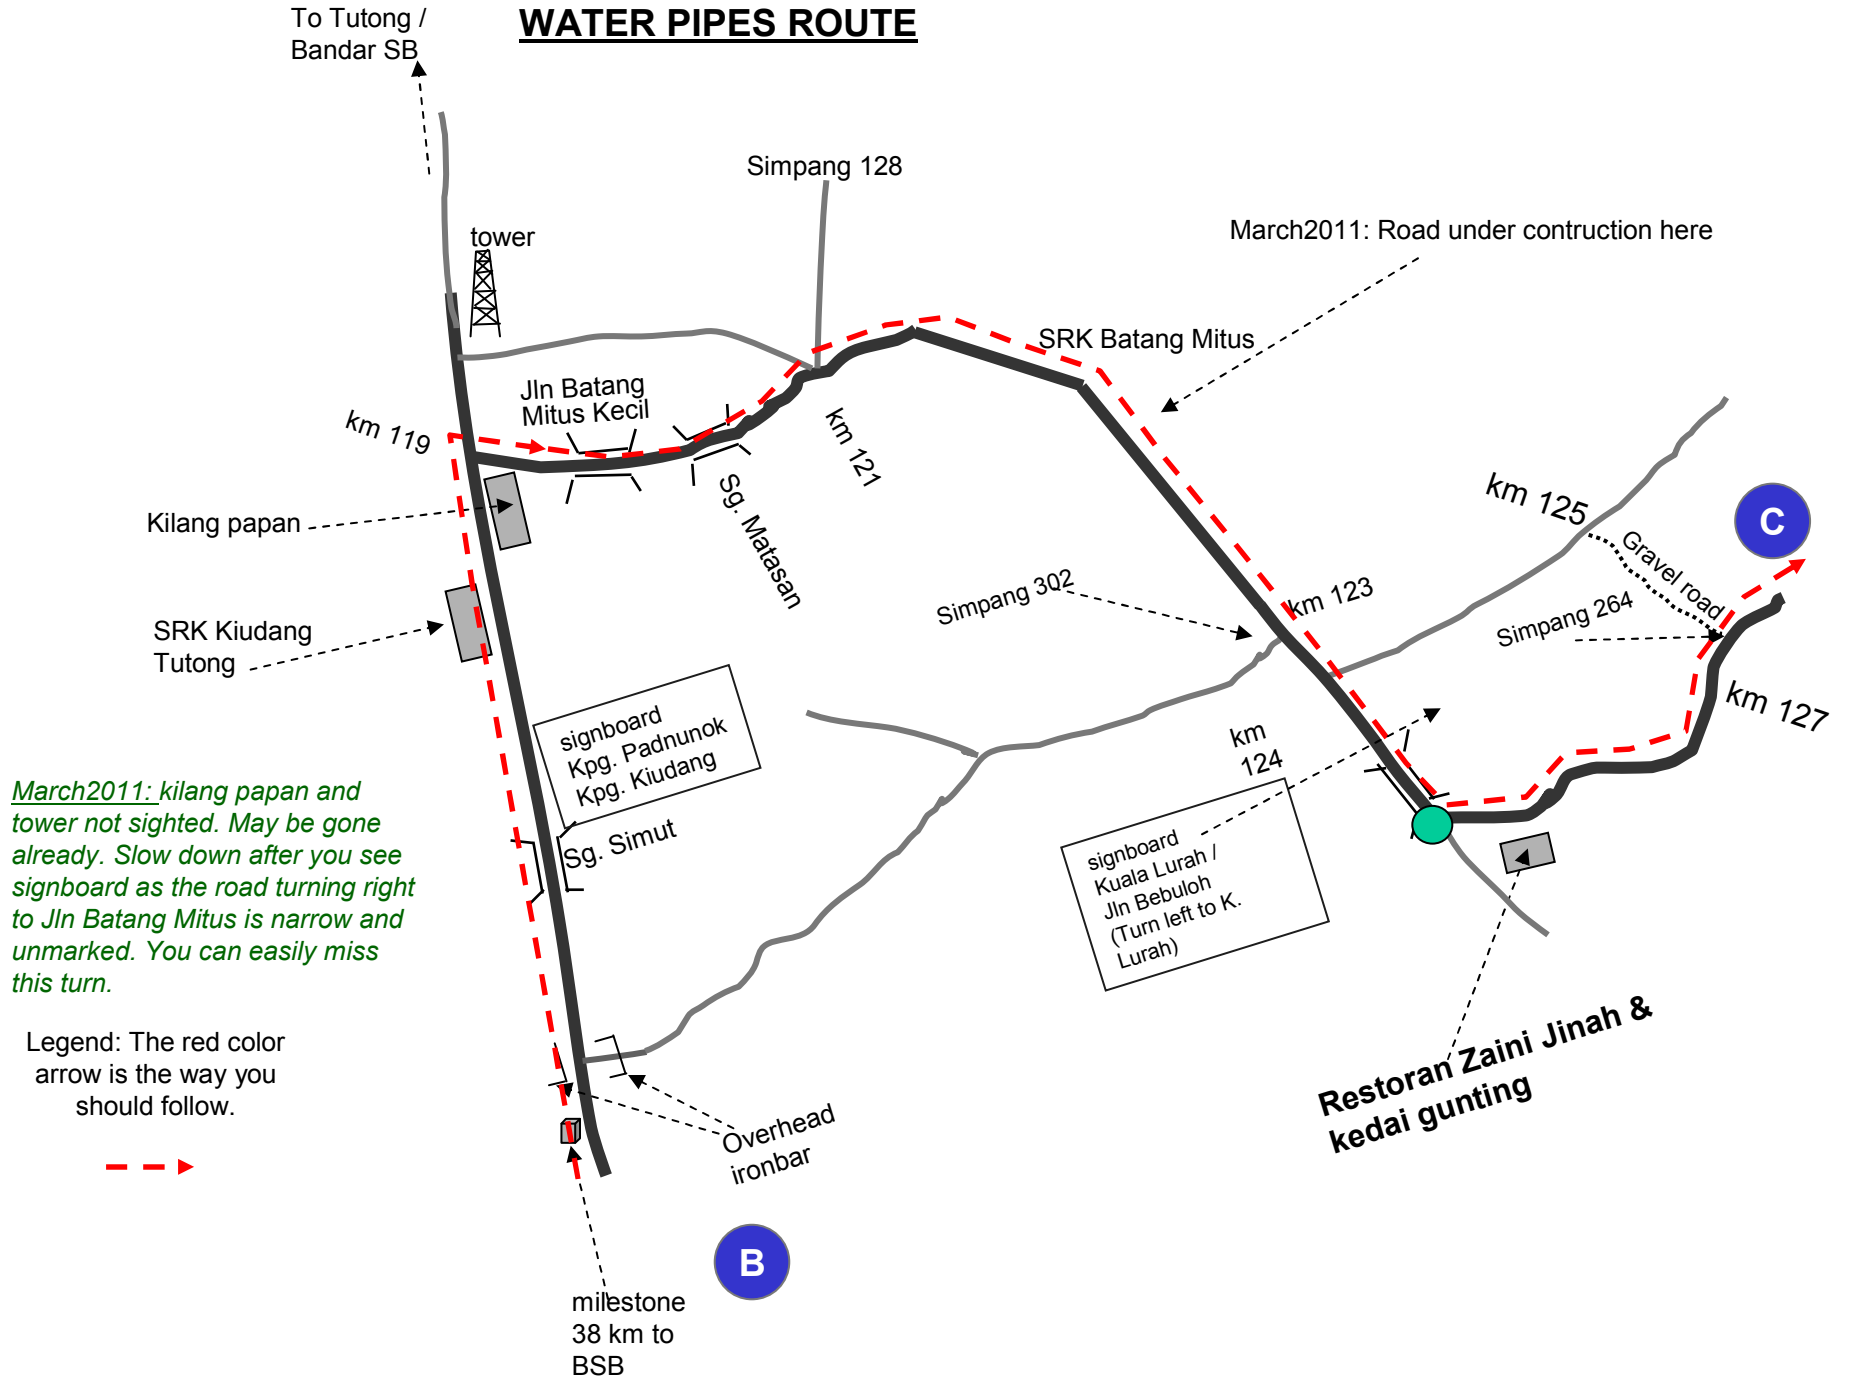 To Tutong /
Bandar SB
WATER PIPES ROUTE
Simpang 128
tower
March2011: Road under contruction here
SRK Batang Mitus
Jln Batang
Mitus Kecil
km 119
km 121
Sg. Matasan
Kilang papan
km 125
Gravel road
C
Simpang 302
km 123
Simpang 264
SRK Kiudang
Tutong
km 127
signboard
Kpg. Padnunok
Kpg. Kiudang
km
124
March2011: kilang papan and
tower not sighted. May be gone
already. Slow down after you see
signboard as the road turning right
to Jln Batang Mitus is narrow and
unmarked. You can easily miss
this turn.
Sg. Simut
signboard
Kuala Lurah /
Jln Bebuloh
(Turn left to K.
Lurah)
Legend: The red color
arrow is the way you
should follow.
Restoran Zaini Jinah &
kedai gunting
Overhead
ironbar
B
milestone
38 km to
BSB